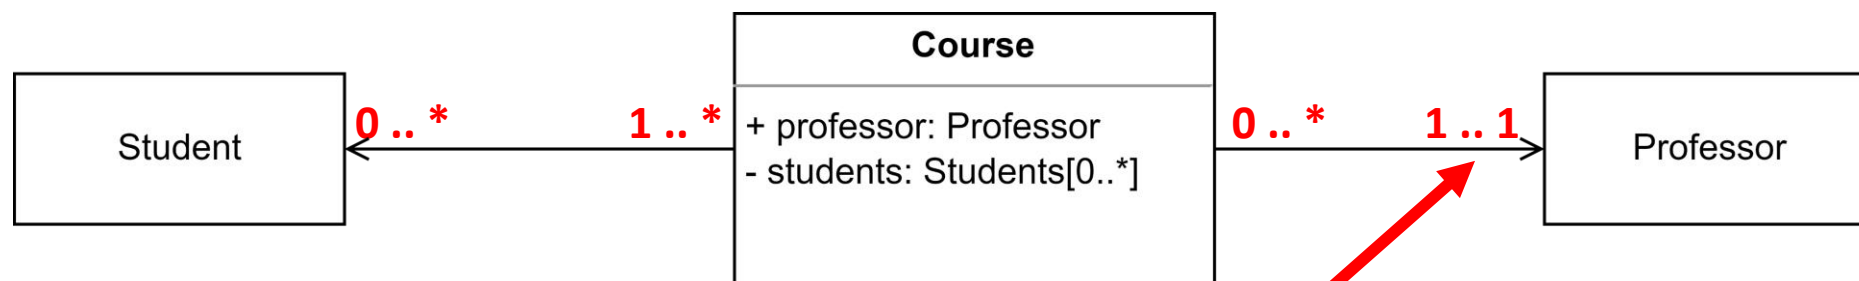 Course
Student
0 .. *
1 .. *
+ professor: Professor
- students: Students[0..*]
0 .. *
1 .. 1
Professor